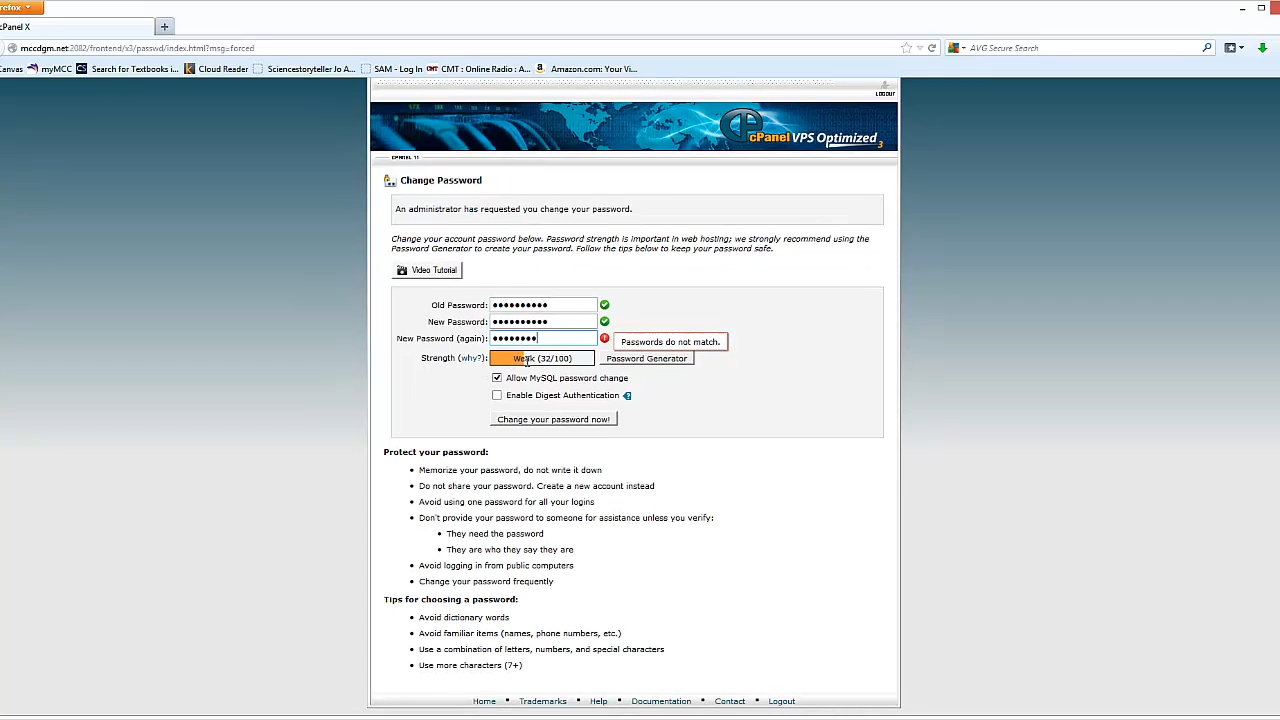 refox
cPanel X
mccdgm.net:2082/frontend/x3/passwd/index.html?msg=forced
AVG Secure Search
Canvas myMCC Search for Textbooks i... Cloud Reader Sciencestoryteller Jo A... SAM - Log In CMT : Online Radio : A... Amazon.com: Your Vi...
LOGOUT
cPanel VPS Optimized 3
CPANEL 11
Change Password
An administrator has requested you change your password.
Change your account password below. Password strength is important in web hosting; we strongly recommend using the
Password Generator to create your password. Follow the tips below to keep your password safe.
Video Tutorial
Old Password: ●●●●●●●●●●
New Password: ●●●●●●●●●●
New Password (again): ●●●●●●●● Passwords do not match.
Strength (why?): Weak (32/100) Password Generator
Allow MySQL password change
Enable Digest Authentication
Change your password now!
Protect your password:
• Memorize your password, do not write it down
• Do not share your password. Create a new account instead
• Avoid using one password for all your logins
• Don't provide your password to someone for assistance unless you verify:
• They need the password
• They are who they say they are
• Avoid logging in from public computers
• Change your password frequently
Tips for choosing a password:
• Avoid dictionary words
• Avoid familiar items (names, phone numbers, etc.)
• Use a combination of letters, numbers, and special characters
• Use more characters (7+)
Home • Trademarks • Help • Documentation • Contact • Logout